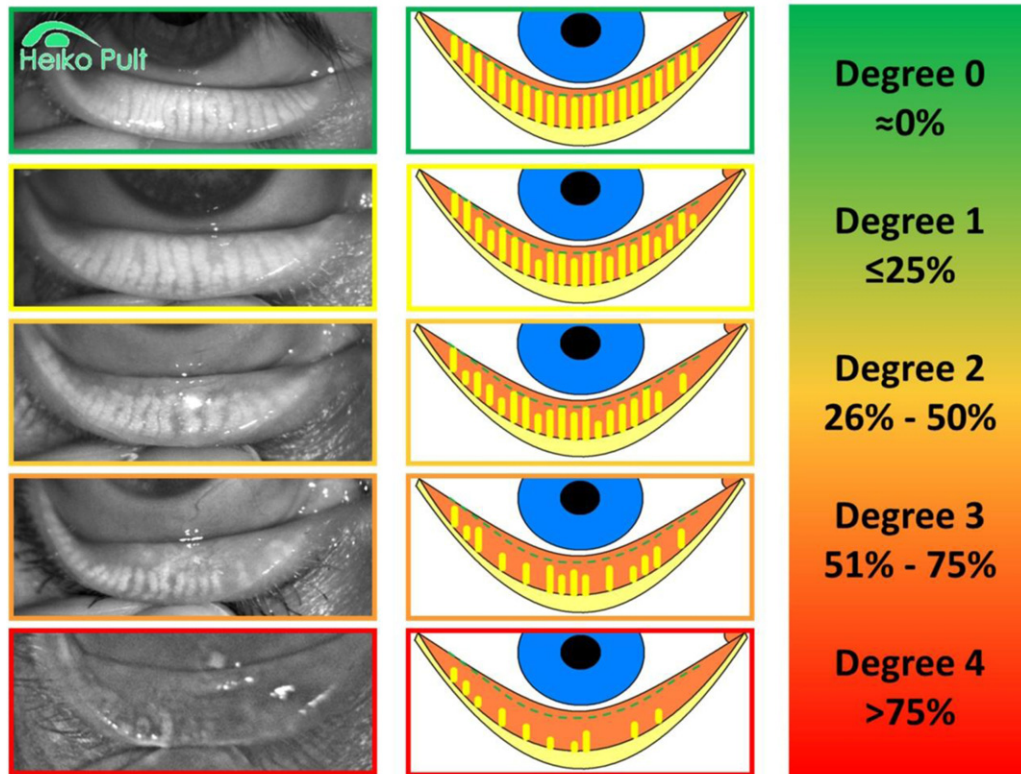 Heiko Pult
Degree 0
≈0%
Degree 1
≤25%
Degree 2
26% - 50%
Degree 3
51% - 75%
Degree 4
>75%